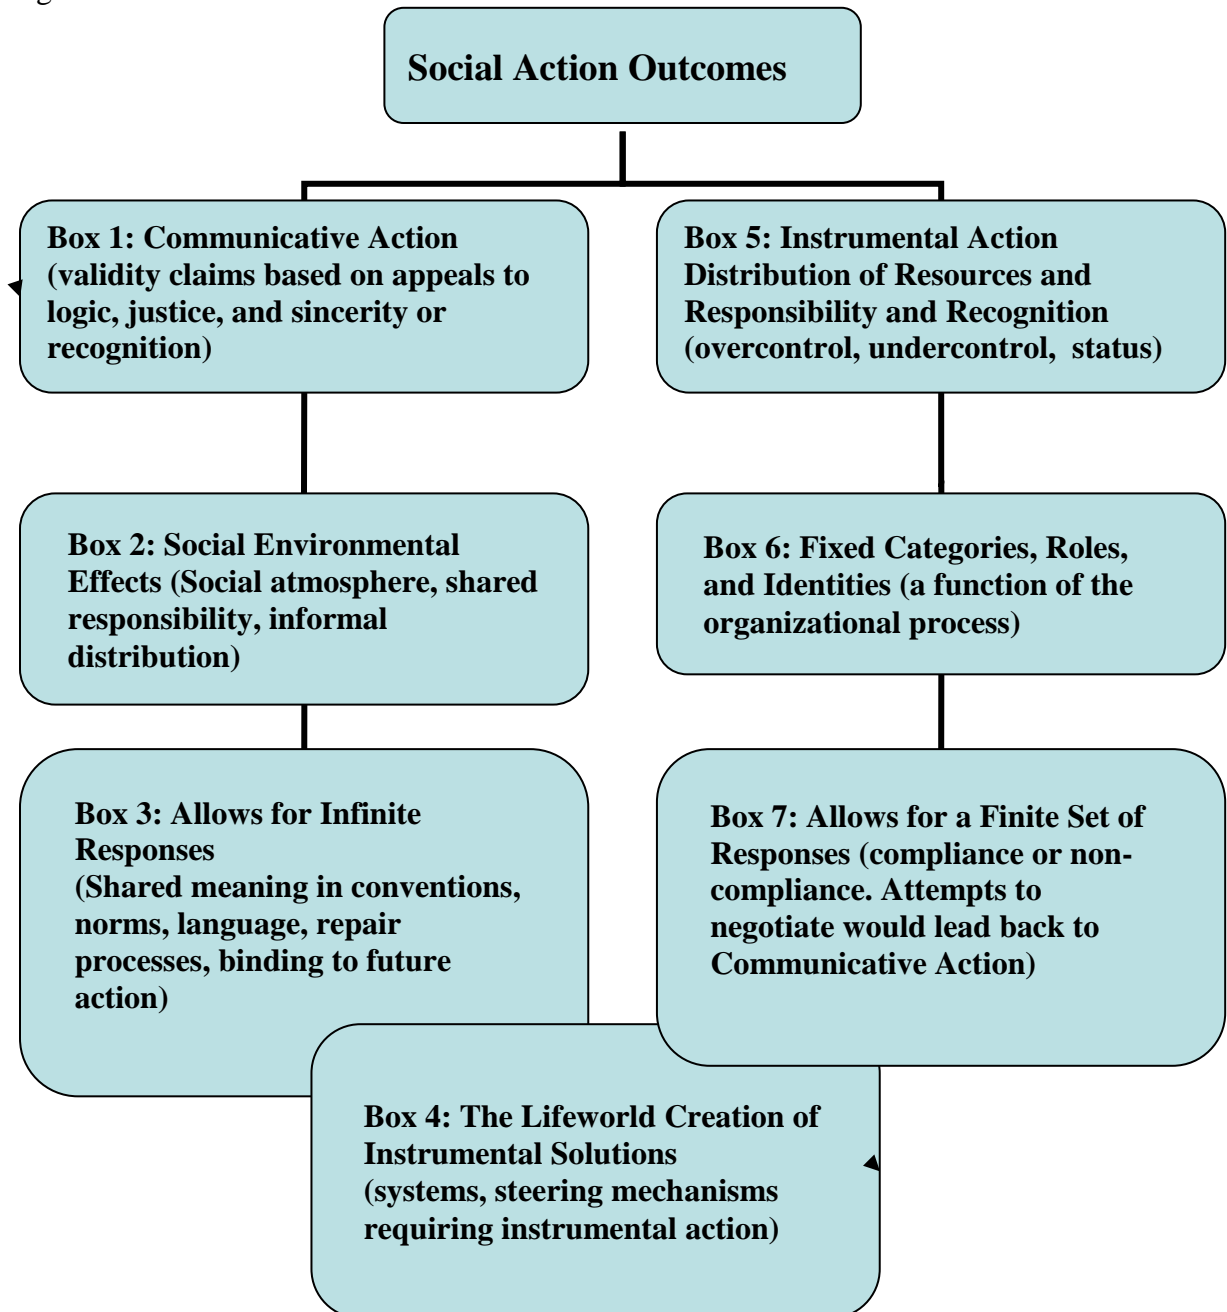 Social Action Outcomes
Box 1: Communicative Action
(validity claims based on appeals to
logic, justice, and sincerity or
recognition)
Box 2: Social Environmental
Effects (Social atmosphere, shared
responsibility, informal
distribution)
Box 3: Allows for Infinite
Responses
(Shared meaning in conventions,
norms, language, repair
processes, binding to future
action)
Box 4: The Lifeworld Creation of
Instrumental Solutions
(systems, steering mechanisms
requiring instrumental action)
Box 5: Instrumental Action
Distribution of Resources and
Responsibility and Recognition
(overcontrol, undercontrol,  status)
Box 6: Fixed Categories, Roles,
and Identities (a function of the
organizational process)
Box 7: Allows for a Finite Set of
Responses (compliance or non-
compliance. Attempts to
negotiate would lead back to
Communicative Action)